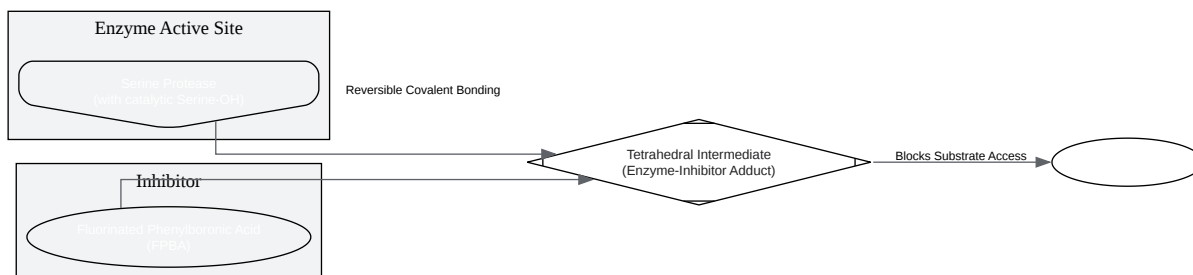 Enzyme Active Site
Serine Protease
(with catalytic Serine-OH)
Reversible Covalent Bonding
Tetrahedral Intermediate
(Enzyme-Inhibitor Adduct)
Blocks Substrate Access
Inhibitor
Fluorinated Phenylboronic Acid
(FPBA)